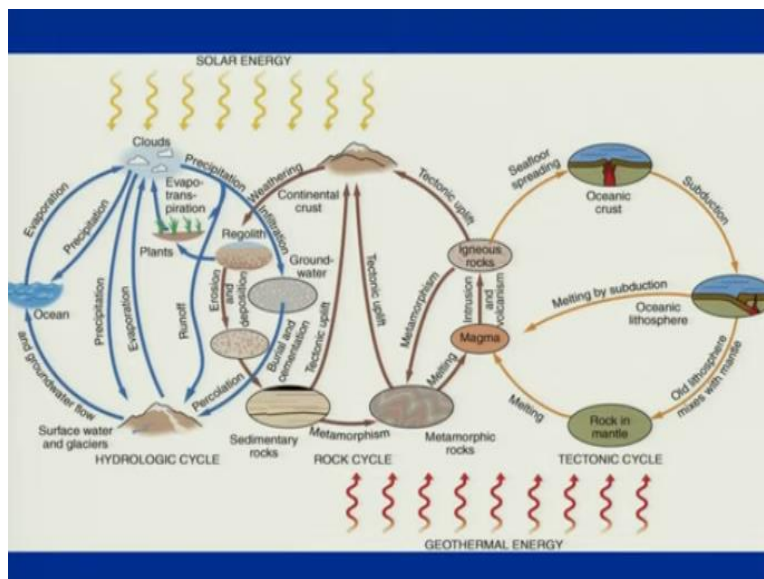 SOLAR ENERGY
Clouds
Precipitation
Evaporation
Precipitation
Evapo-
trans-
piration
Infiltration
Weathering
Continental
crust
Tectonic uplift
Seafloor
spreading
Oceanic
crust
Subduction
Plants
Regolith
Ground-
water
Igneous
rocks
Ocean
Precipitation
Evaporation
Runoff
Erosion
and
deposition
Burial and
cementation
Tectonic uplift
Tectonic uplift
Metamorphism
Intrusion
and
volcanism
Melting by subduction
Oceanic
lithosphere
Magma
Melting
and groundwater flow
Surface water
and glaciers
Percolation
Sedimentary
rocks
Metamorphism
Metamorphic
rocks
Melting
Rock in
mantle
Old lithosphere
mixes with mantle
HYDROLOGIC CYCLE
ROCK CYCLE
TECTONIC CYCLE
GEOTHERMAL ENERGY